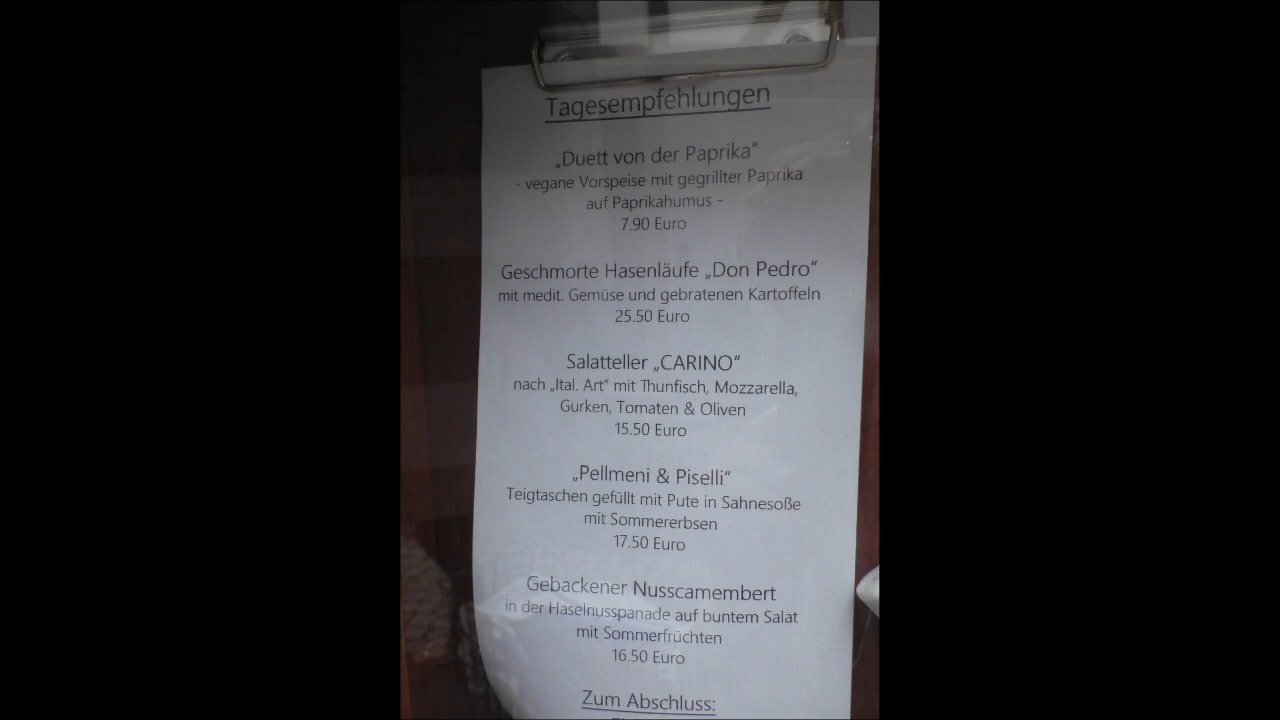 Tagesempfehlungen
„Duett von der Paprika“
- vegane Vorspeise mit gegrillter Paprika
auf Paprikahumus -
7.90 Euro
Geschmorte Hasenläufe „Don Pedro“
mit medit. Gemüse und gebratenen Kartoffeln
25.50 Euro
Salatteller „CARINO“
nach „Ital. Art“ mit Thunfisch, Mozzarella,
Gurken, Tomaten & Oliven
15.50 Euro
„Pellmeni & Piselli“
Teigtaschen gefüllt mit Pute in Sahnesoße
mit Sommererbsen
17.50 Euro
Gebackener Nusscamembert
in der Haselnusspanade auf buntem Salat
mit Sommerfrüchten
16.50 Euro
Zum Abschluss: